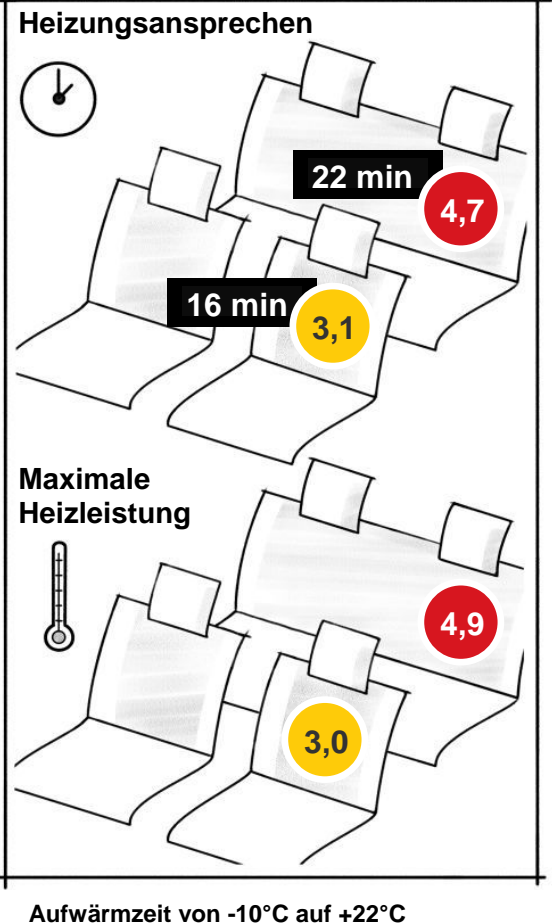 Heizungsansprechen
22 min
4,7
16 min
3,1
Maximale
Heizleistung
4,9
3,0
Aufwärmzeit von -10°C auf +22°C